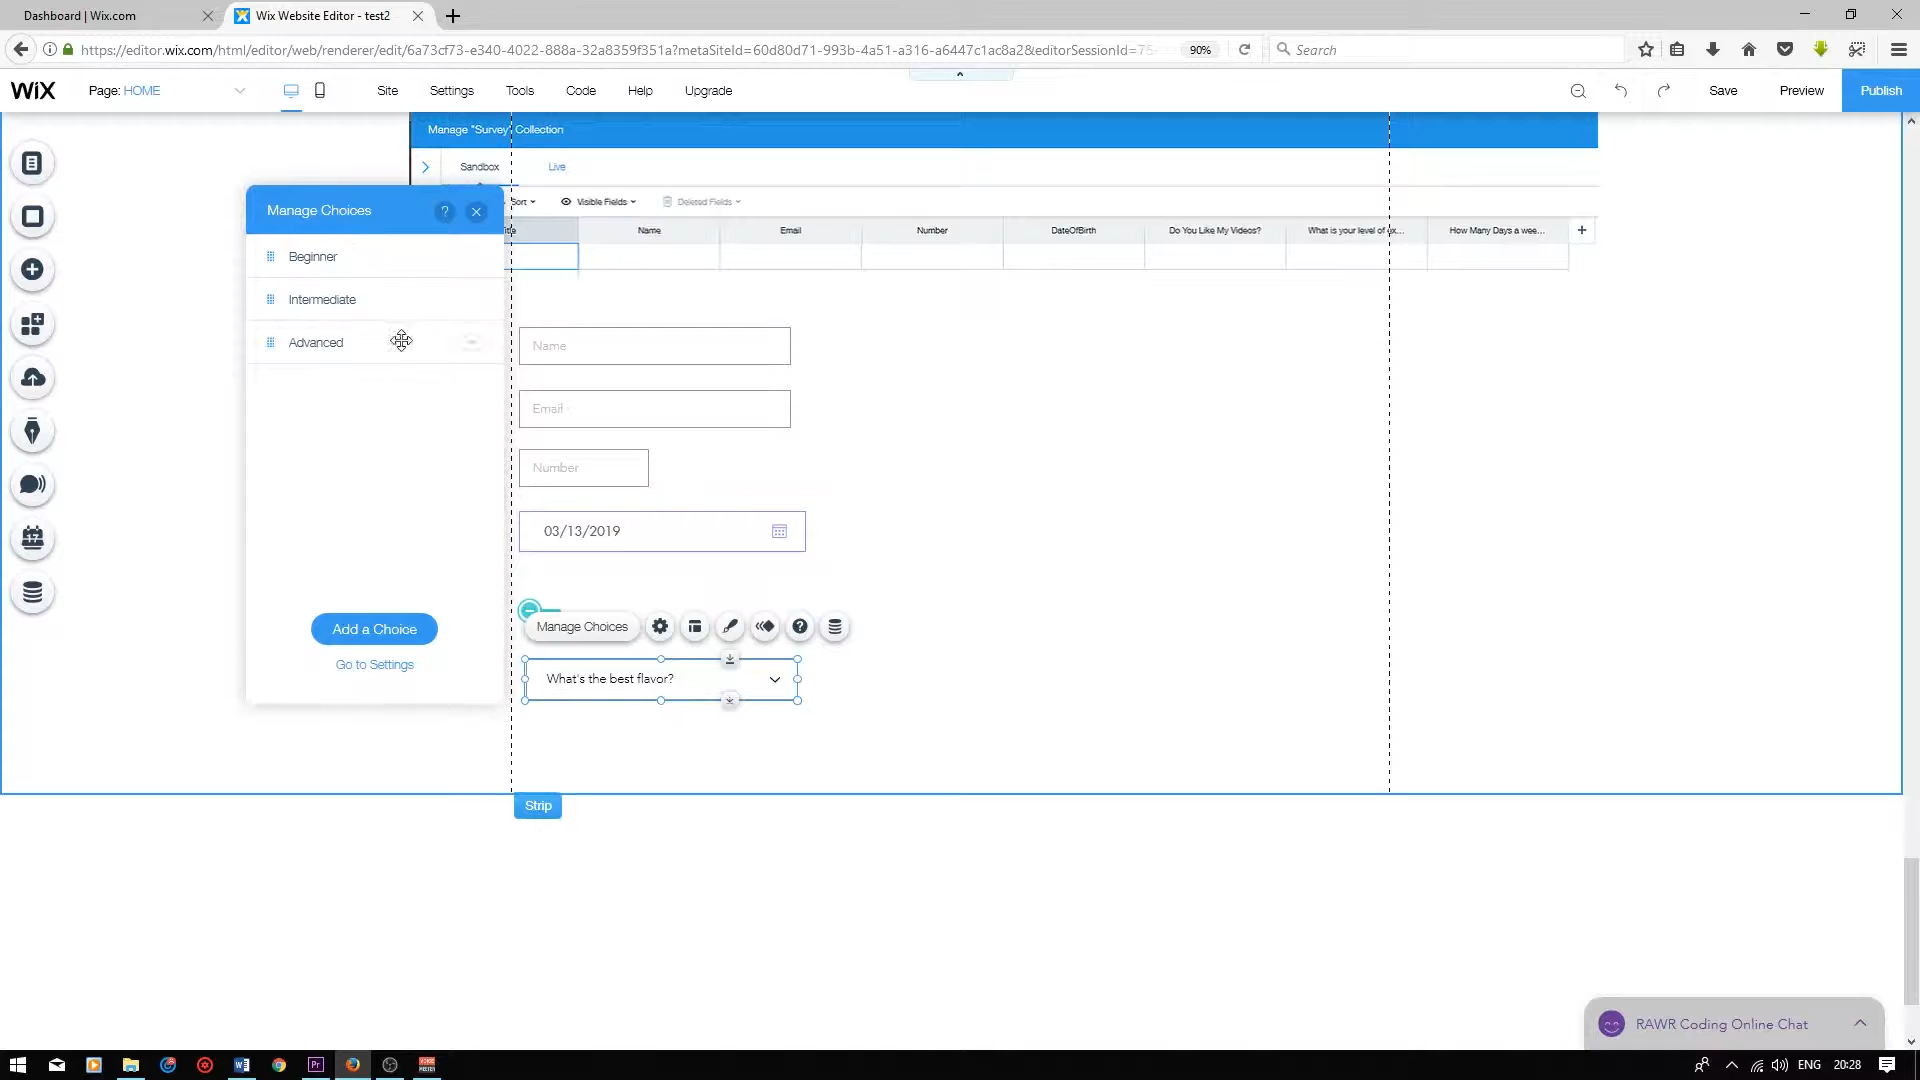 Dashboard | Wix.com
Wix Website Editor - test2
https://editor.wix.com/html/editor/web/renderer/edit/6a73cf73-e340-4022-888a-32a8359f351a?metaSiteId=60d80d71-993b-4a51-a316-a6447c1ac8a28&editorSessionId=75
90%
Search
WiX
Page: HOME
Site
Settings
Tools
Code
Help
Upgrade
Save
Preview
Publish
Manage "Survey" Collection
Sandbox
Live
Sort
Visible Fields
Deleted Fields
Name
Email
Number
DateOfBirth
Do You Like My Videos?
What is your level of ex...
How Many Days a wee...
Manage Choices
?
Beginner
Intermediate
Advanced
Add a Choice
Go to Settings
Name
Email
Number
03/13/2019
Manage Choices
?
What's the best flavor?
Strip
17
RAWR Coding Online Chat
ENG
20:28